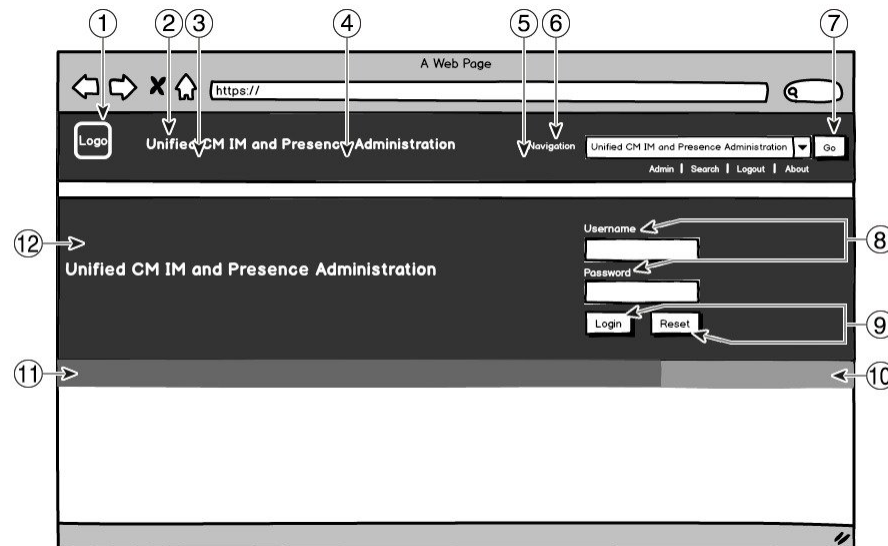 1 2 3 4 5 6 7
A Web Page
https://
Logo
Unified CM IM and Presence Administration
Navigation
Unified CM IM and Presence Administration
Go
Admin | Search | Logout | About
Username
8
12
Unified CM IM and Presence Administration
Password
Login
Reset
9
11
10